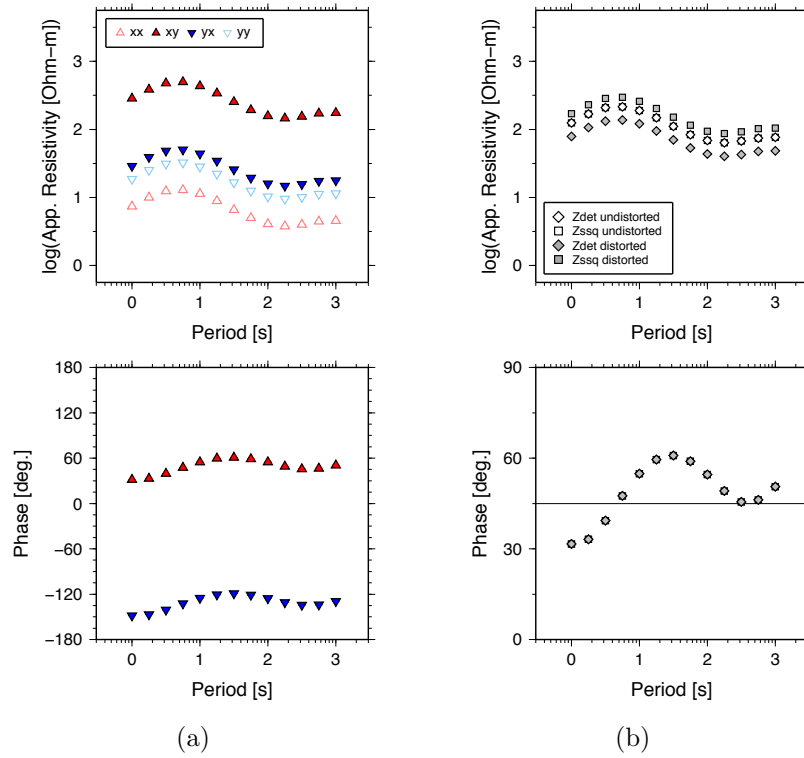 xx xy yx yy
log(App. Resistivity [Ohm−m]
3
2
1
0
0 1 2 3
Period [s]
log(App. Resistivity [Ohm−m]
3
2
1
0
Zdet undistorted
Zssq undistorted
Zdet distorted
Zssq distorted
0 1 2 3
Period [s]
Phase [deg.]
180
120
60
0
−60
−120
−180
0 1 2 3
Period [s]
Phase [deg.]
90
60
30
0
0 1 2 3
Period [s]
(a)
(b)